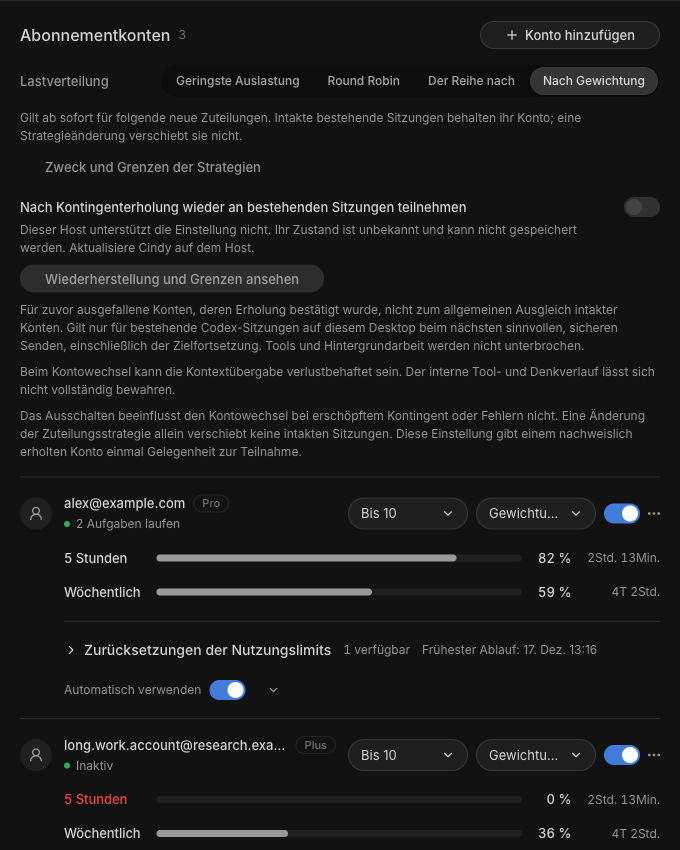 Abonnementkonten 3
+ Konto hinzufügen
Lastverteilung
Geringste Auslastung
Round Robin
Der Reihe nach
Nach Gewichtung
Gilt ab sofort für folgende neue Zuteilungen. Intakte bestehende Sitzungen behalten ihr Konto; eine
Strategieänderung verschiebt sie nicht.
Zweck und Grenzen der Strategien
Nach Kontingenterholung wieder an bestehenden Sitzungen teilnehmen
Dieser Host unterstützt die Einstellung nicht. Ihr Zustand ist unbekannt und kann nicht gespeichert
werden. Aktualisiere Cindy auf dem Host.
Wiederherstellung und Grenzen ansehen
Für zuvor ausgefallene Konten, deren Erholung bestätigt wurde, nicht zum allgemeinen Ausgleich intakter
Konten. Gilt nur für bestehende Codex-Sitzungen auf diesem Desktop beim nächsten sinnvollen, sicheren
Senden, einschließlich der Zielfortsetzung. Tools und Hintergrundarbeit werden nicht unterbrochen.
Beim Kontowechsel kann die Kontextübergabe verlustbehaftet sein. Der interne Tool- und Denkverlauf lässt sich
nicht vollständig bewahren.
Das Ausschalten beeinflusst den Kontowechsel bei erschöpftem Kontingent oder Fehlern nicht. Eine Änderung
der Zuteilungsstrategie allein verschiebt keine intakten Sitzungen. Diese Einstellung gibt einem nachweislich
erholten Konto einmal Gelegenheit zur Teilnahme.
alex@example.com Pro
2 Aufgaben laufen
Bis 10
Gewichtu...
5 Stunden 82 % 2Std. 13Min.
Wöchentlich 59 % 4T 2Std.
Zurücksetzungen der Nutzungslimits 1 verfügbar Frühester Ablauf: 17. Dez. 13:16
Automatisch verwenden
long.work.account@research.exa... Plus
Inaktiv
Bis 10
Gewichtu...
5 Stunden 0 % 2Std. 13Min.
Wöchentlich 36 % 4T 2Std.